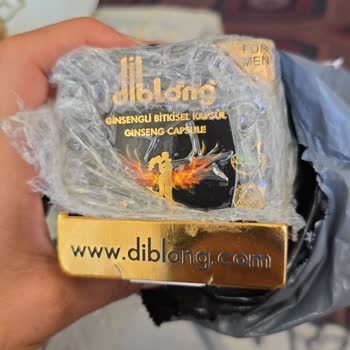 FOR
MEN
diblong
GİNSENGLİ BİTKİSEL KAPSÜL
GINSENG CAPSULE
www.diblong.com